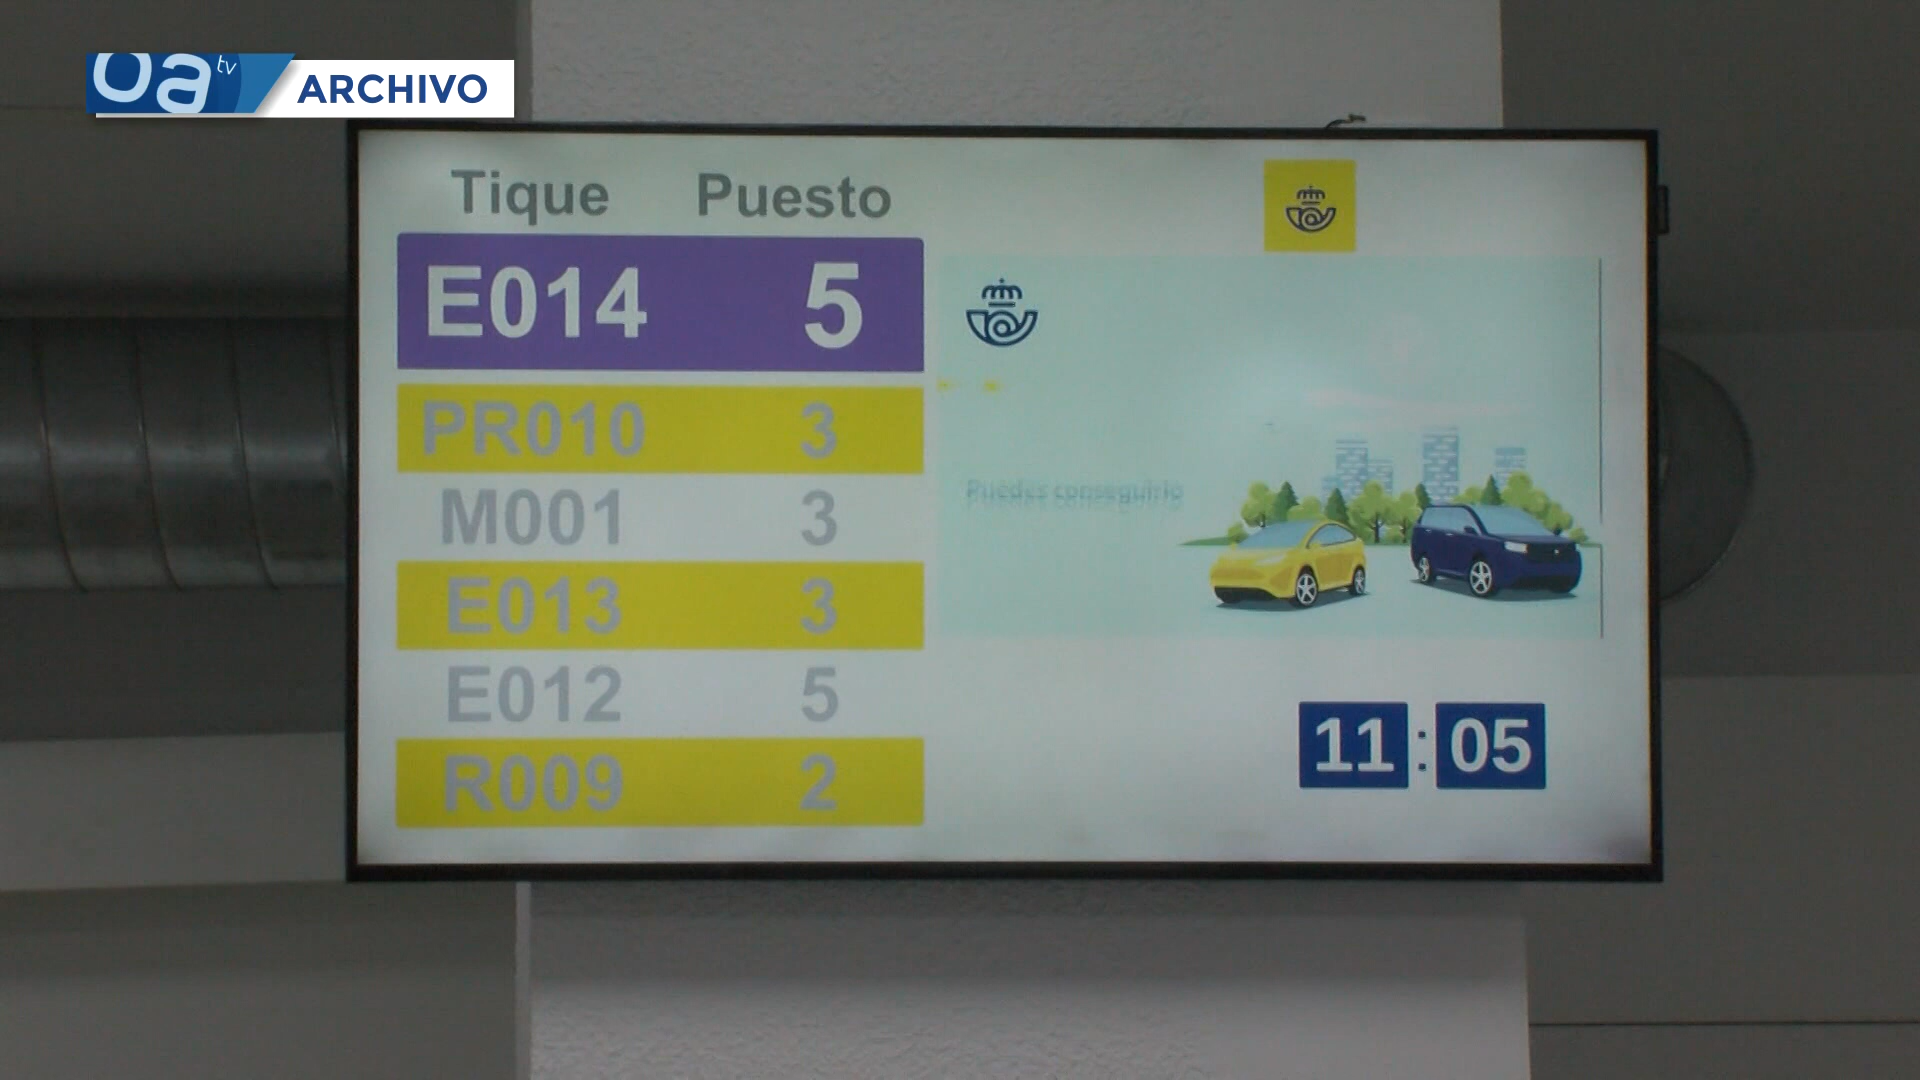 oa tv ARCHIVO
Tique Puesto
E014 5
PR010 3
M001 3
E013 3
E012 5
R009 2
Puedes conseguirlo
11:05